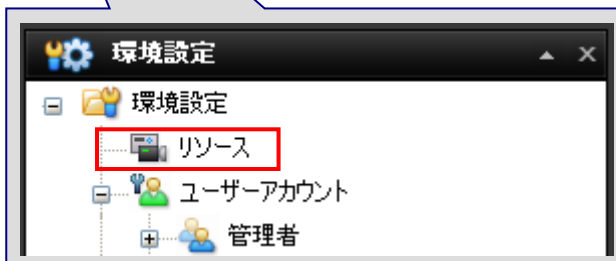 環境設定
環境設定
リソース
ユーザーアカウント
管理者